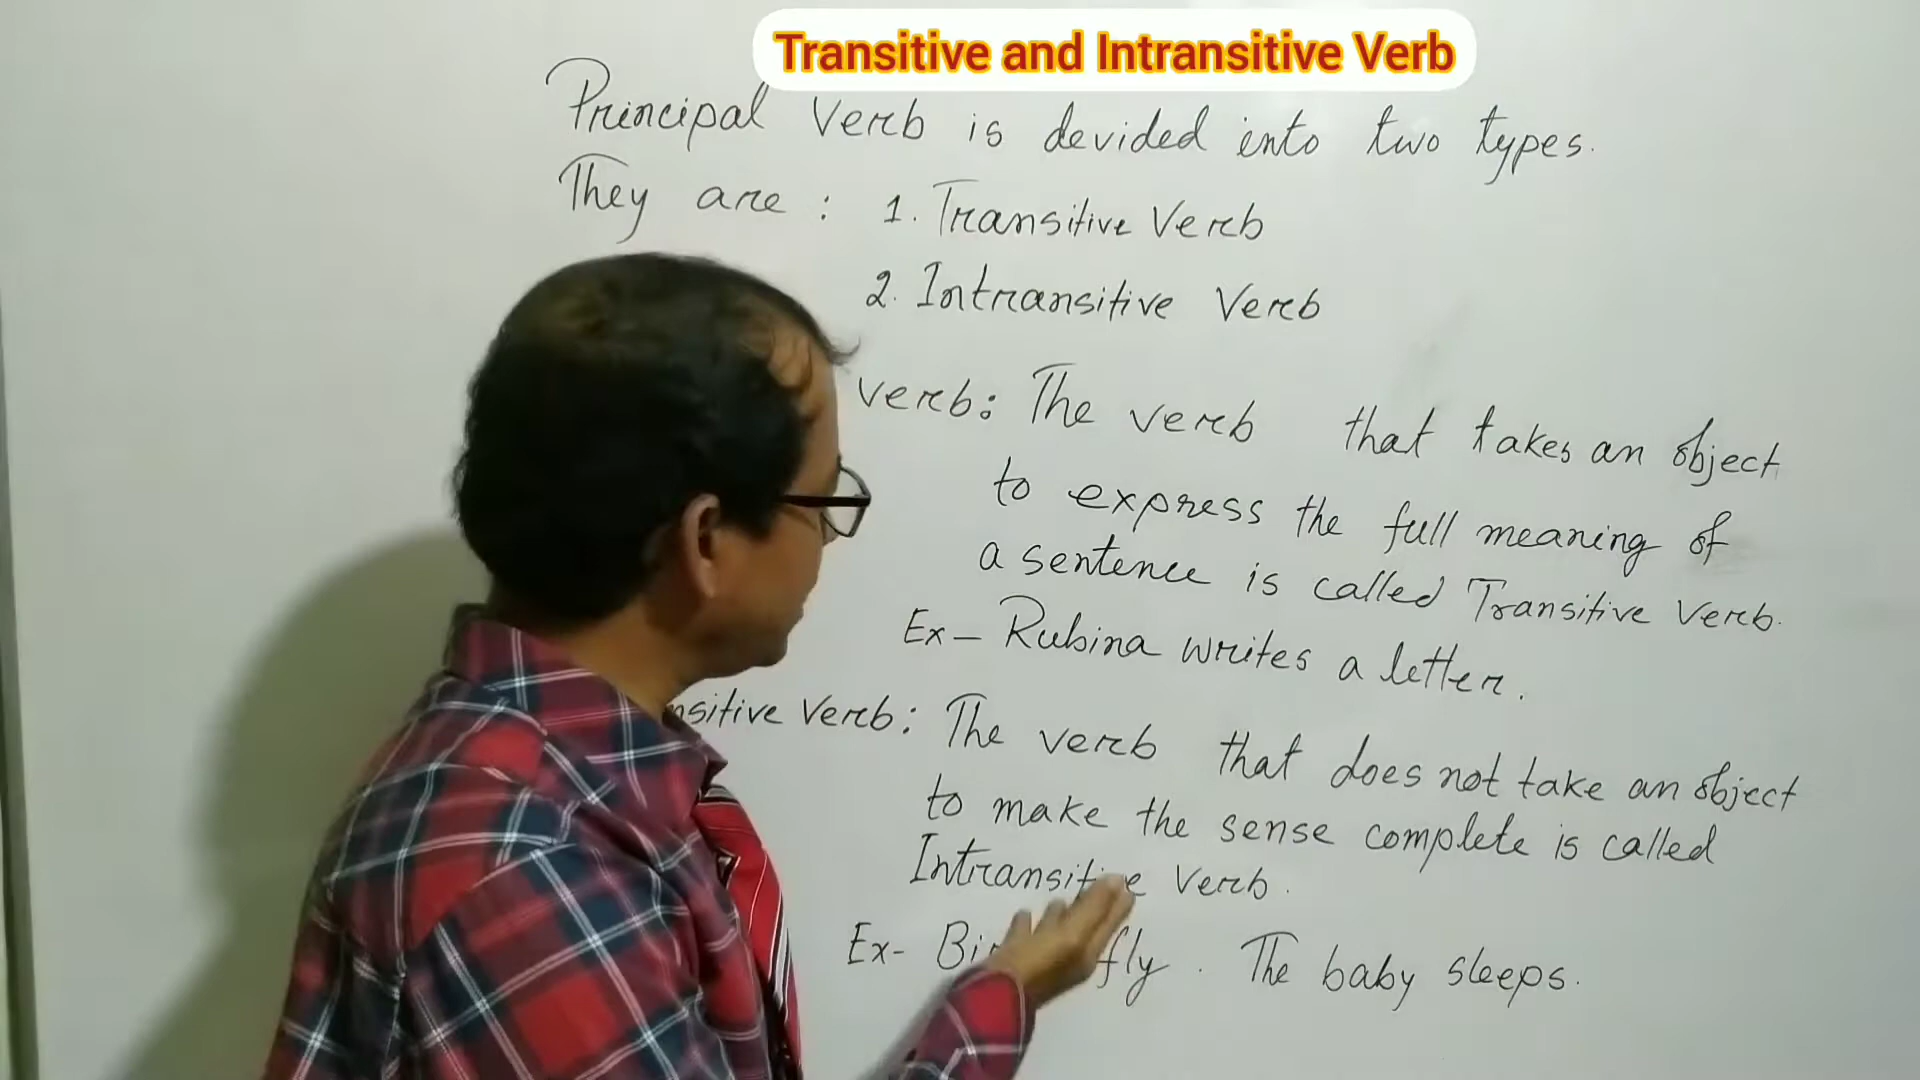 Transitive and Intransitive Verb
Principal Verb is devided into two types.
They are : 1. Transitive Verb
2. Intransitive Verb
verb: The verb that takes an object
to express the full meaning of
a sentence is called Transitive Verb.
Ex- Rubina writes a letter.
nsitive Verb: The verb that does not take an object
to make the sense complete is called
Intransitive Verb.
Ex- fly. The baby sleeps.